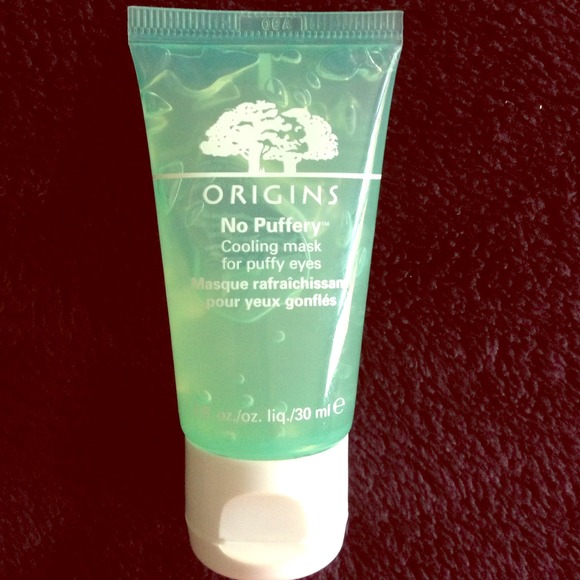 ORIGINS
No Puffery™
Cooling mask
for puffy eyes
Masque rafraîchissant
pour yeux gonflés
oz./oz. liq./30 ml e